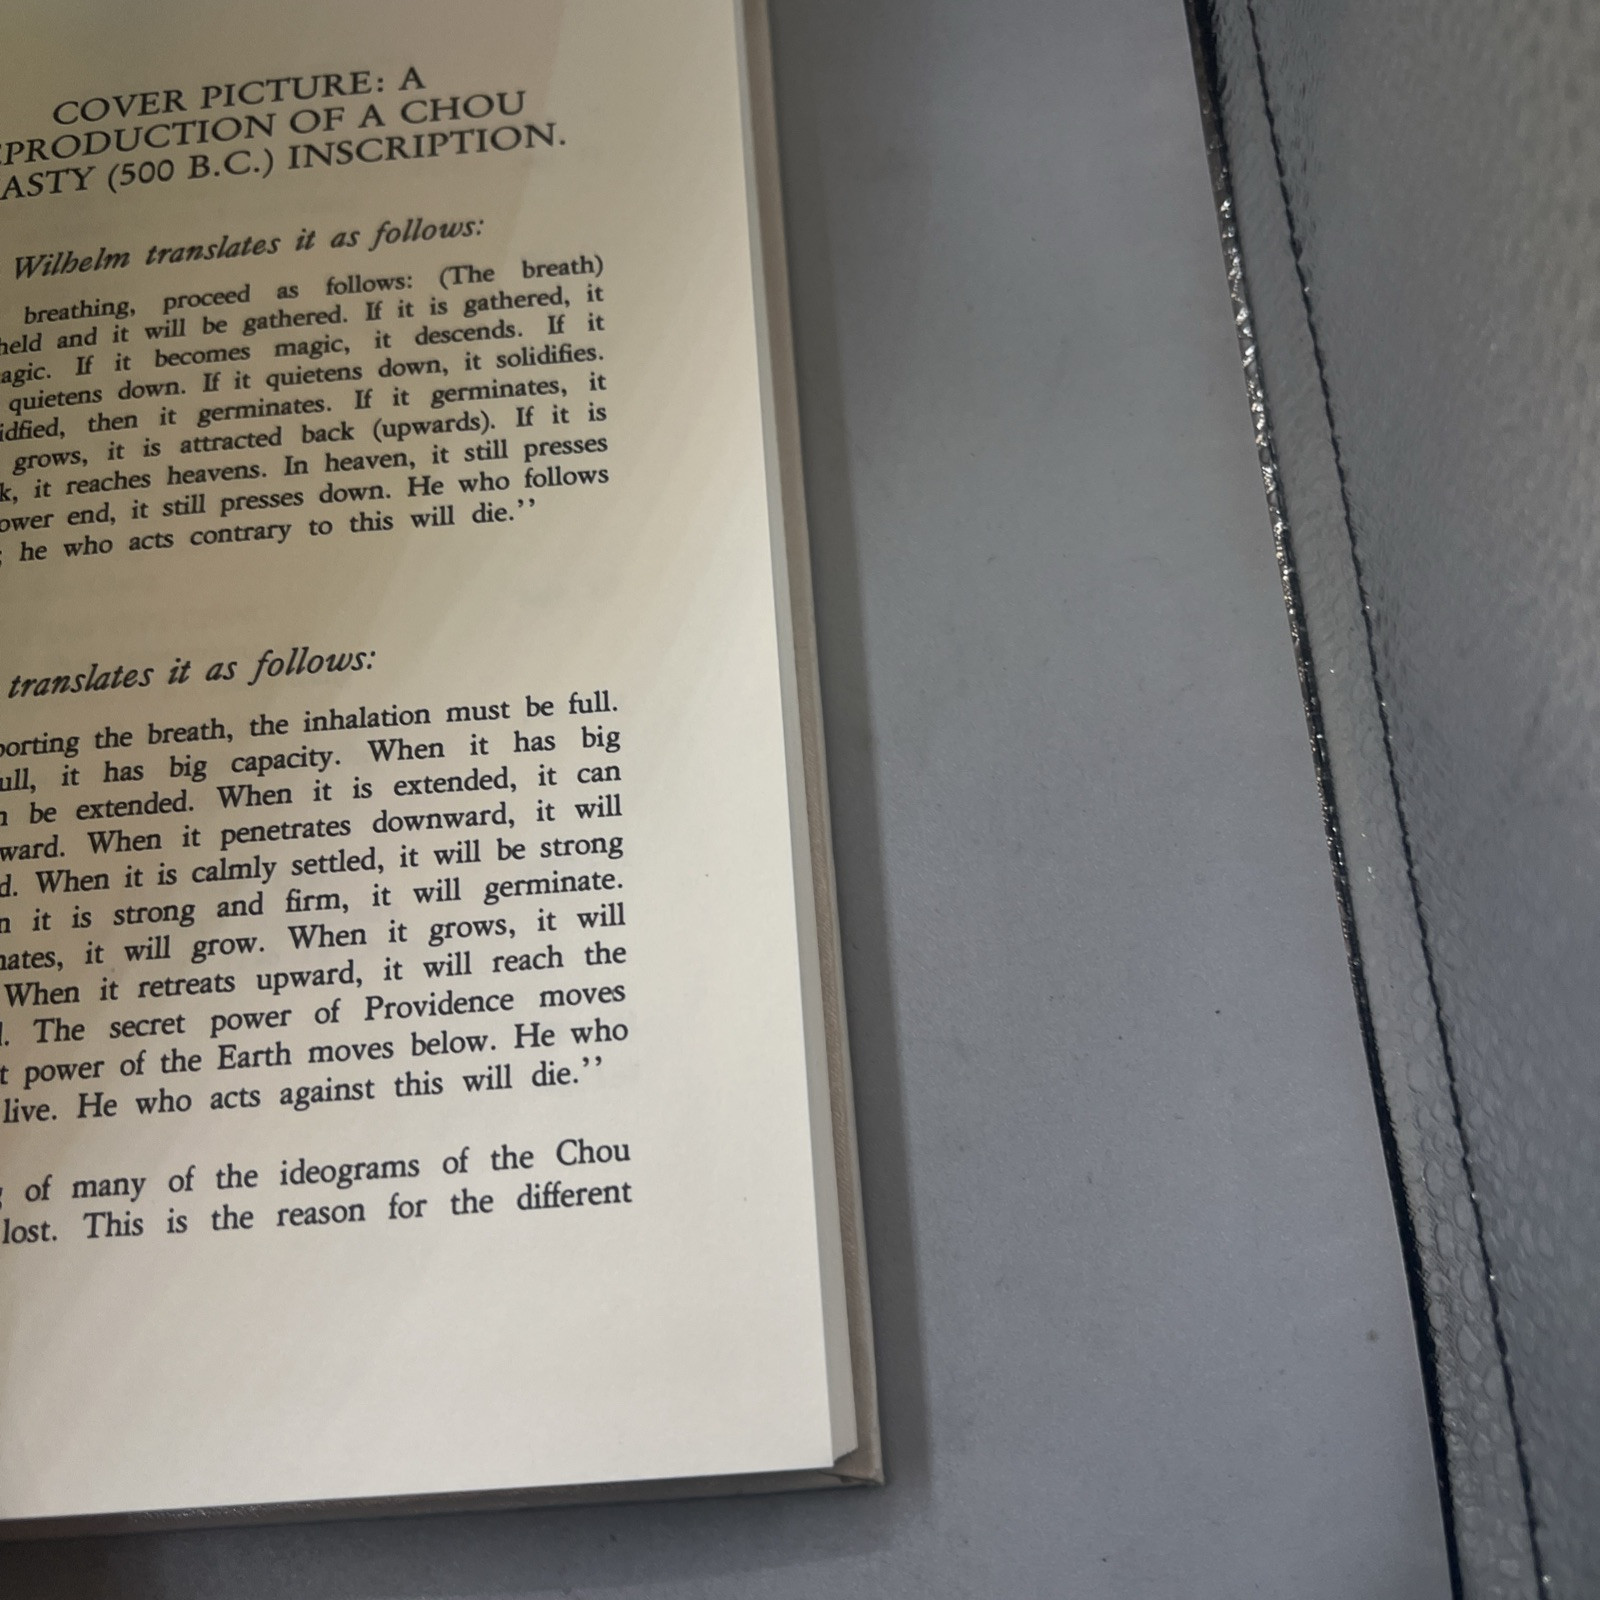 COVER PICTURE: A
PRODUCTION OF A CHOU
ASTY (500 B.C.) INSCRIPTION.
Wilhelm translates it as follows:
breathing, proceed as follows: (The breath)
held and it will be gathered. If it is gathered, it
agic. If it becomes magic, it descends. If it
quietens down. If it quietens down, it solidifies.
idfied, then it germinates. If it germinates, it
grows, it is attracted back (upwards). If it is
k, it reaches heavens. In heaven, it still presses
ower end, it still presses down. He who follows
; he who acts contrary to this will die.’’
translates it as follows:
porting the breath, the inhalation must be full.
ull, it has big capacity. When it has big
n be extended. When it is extended, it can
ward. When it penetrates downward, it will
d. When it is calmly settled, it will be strong
n it is strong and firm, it will germinate.
nates, it will grow. When it grows, it will
When it retreats upward, it will reach the
l. The secret power of Providence moves
t power of the Earth moves below. He who
live. He who acts against this will die.’’
g of many of the ideograms of the Chou
lost. This is the reason for the different